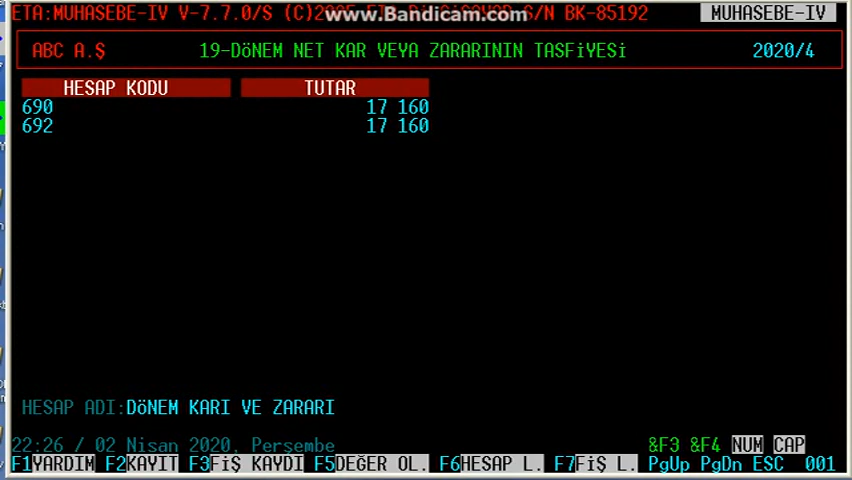 ETA:MUHASEBE-IV V-7.7.0/S (C) www.Bandicam.com S/N BK-85192 MUHASEBE-IV
ABC A.Ş 19-DöNEM NET KAR VEYA ZARARININ TASFiYESi 2020/4
HESAP KODU TUTAR
690 17 160
692 17 160
HESAP ADI:DöNEM KARI VE ZARARI
22:26 / 02 Nisan 2020, Perşembe &F3 &F4 NUM CAP
F1YARDIM F2KAYIT F3FiŞ KAYDI F5DEĞER OL. F6HESAP L. F7FiŞ L. PgUp PgDn ESC 001